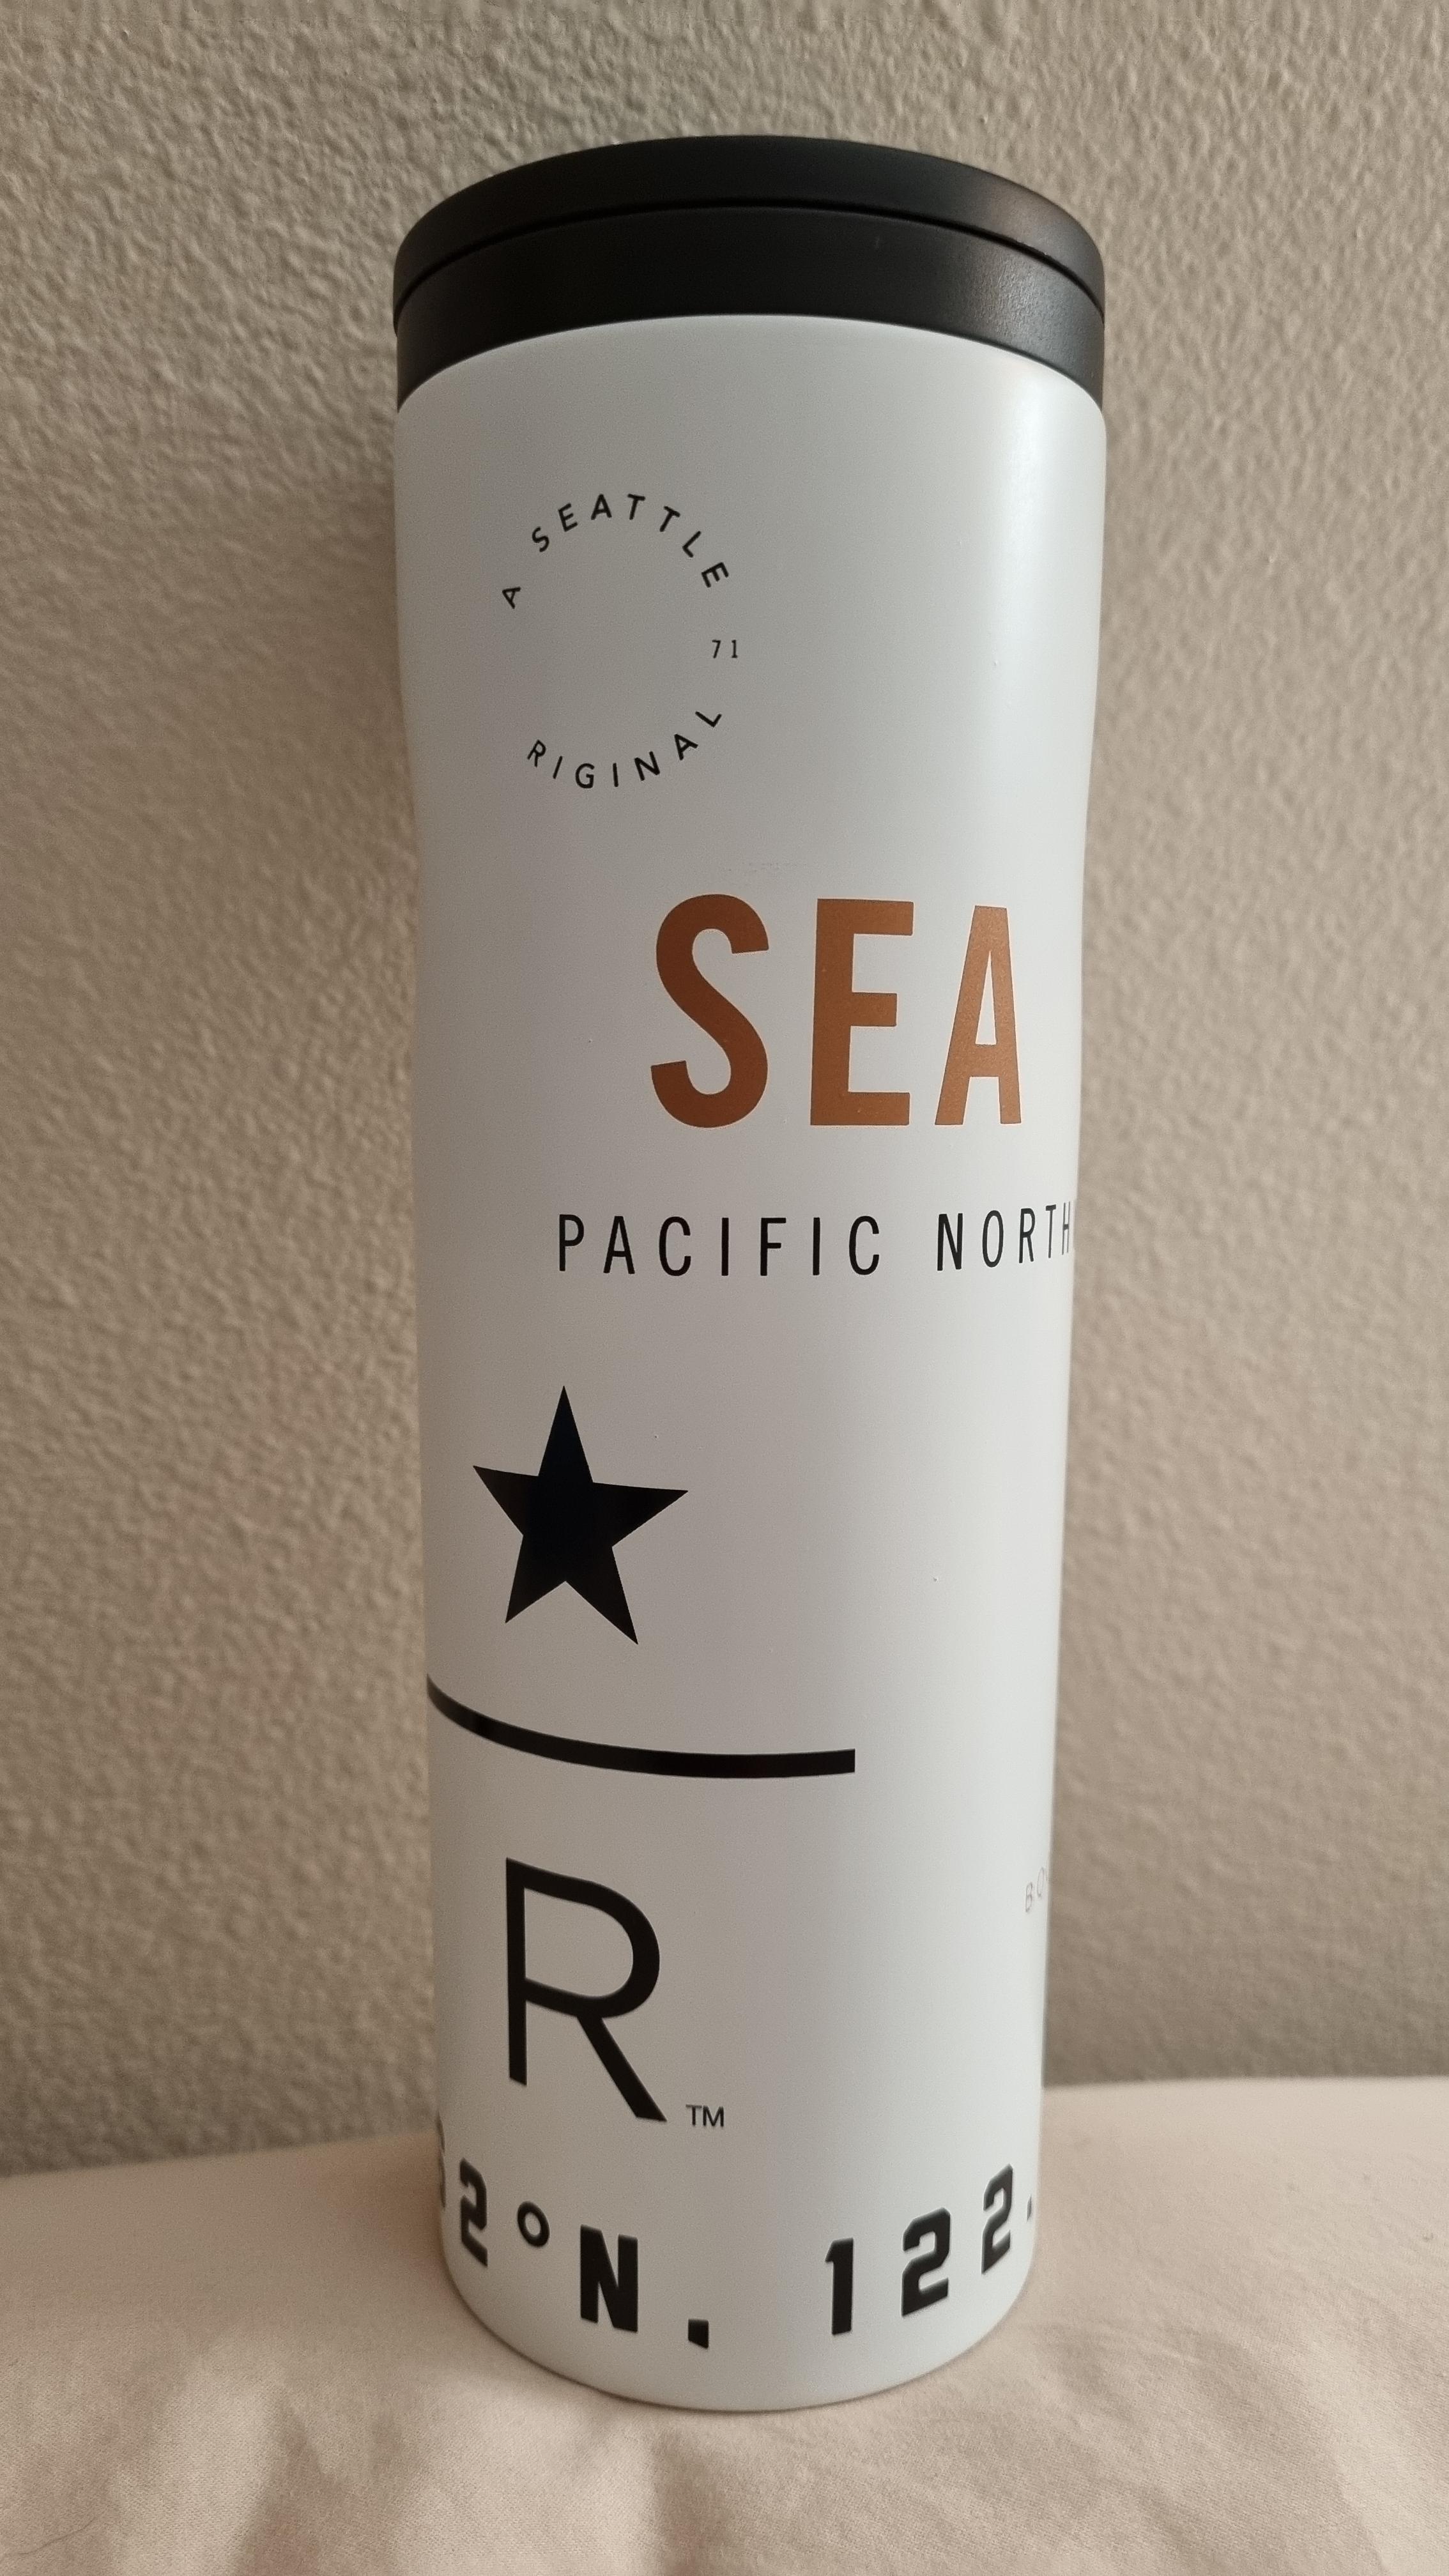 A SEATTLE
71
RIGINAL
SEA
PACIFIC NORTH
R
TM
2°N. 122.